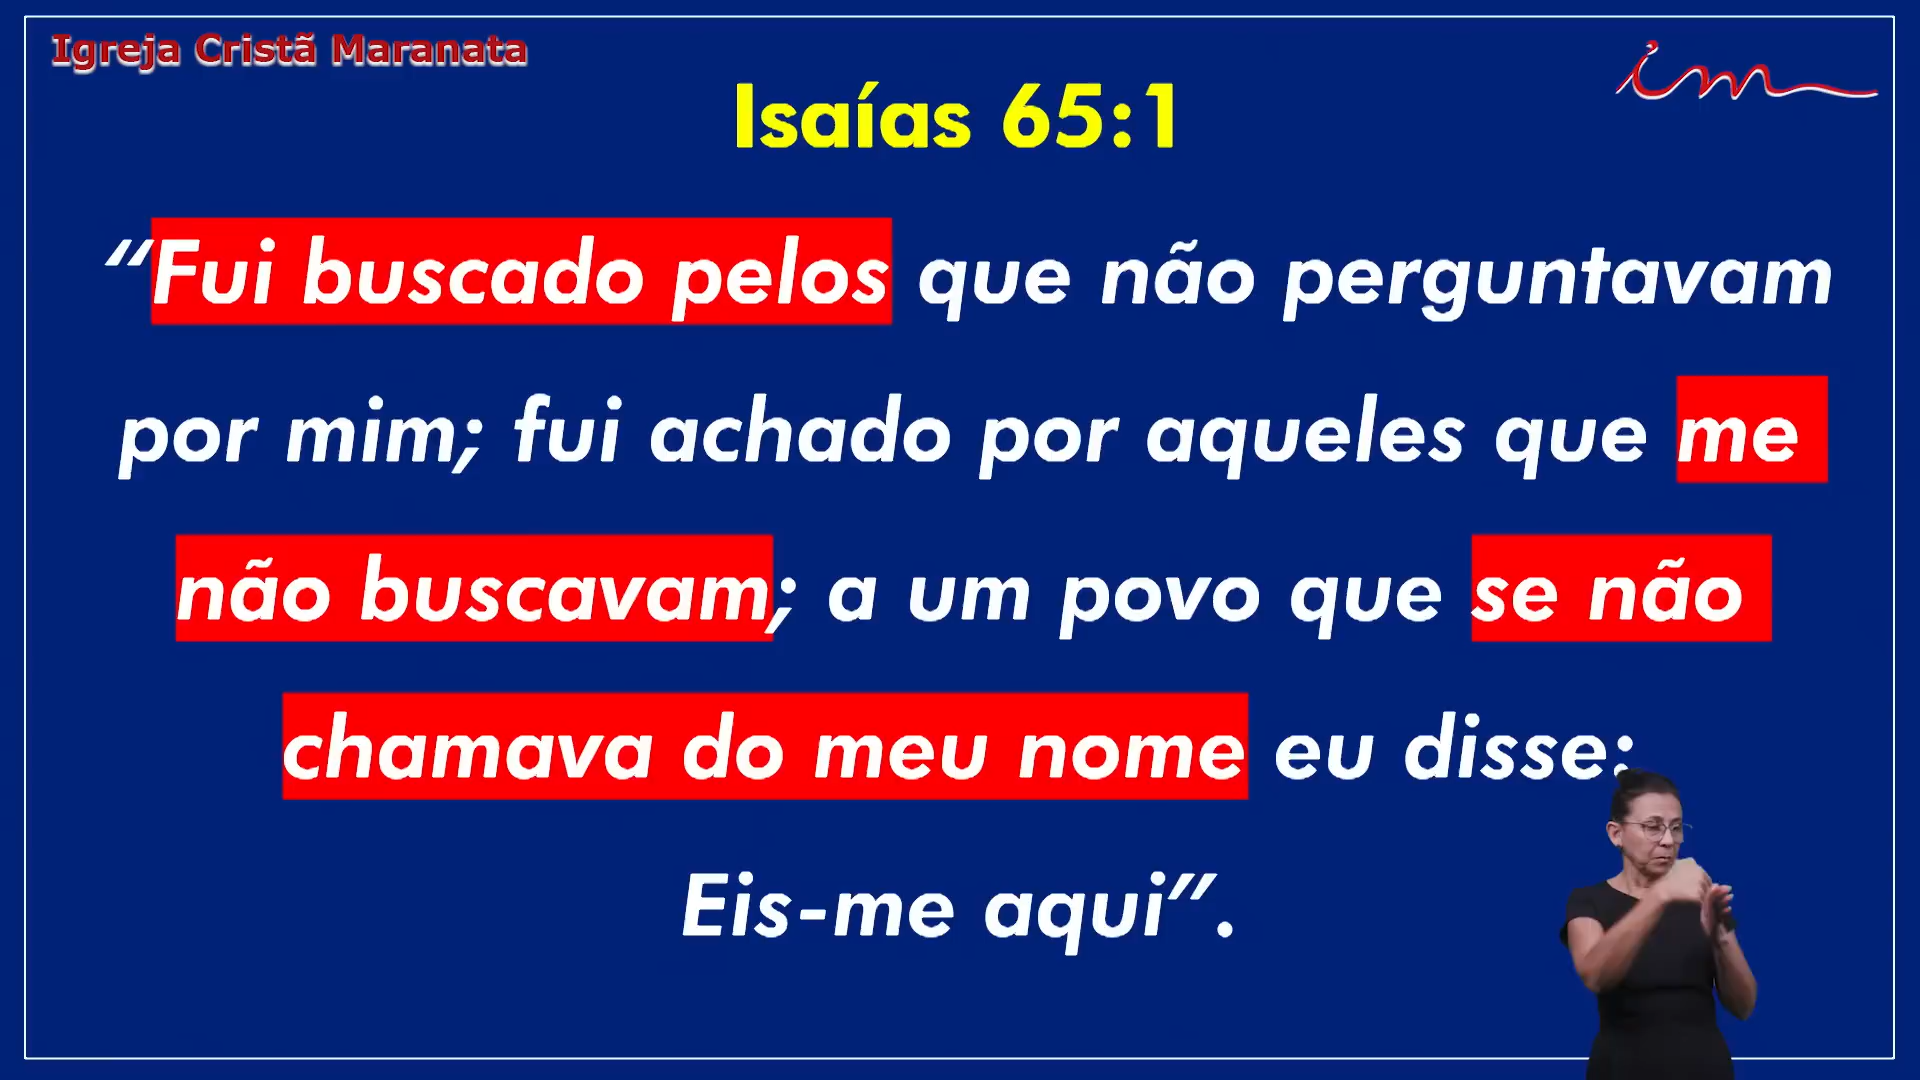 Igreja Cristã Maranata
im
Isaías 65:1
“Fui buscado pelos que não perguntavam
por mim; fui achado por aqueles que me
não buscavam; a um povo que se não
chamava do meu nome eu disse:
Eis-me aqui”.